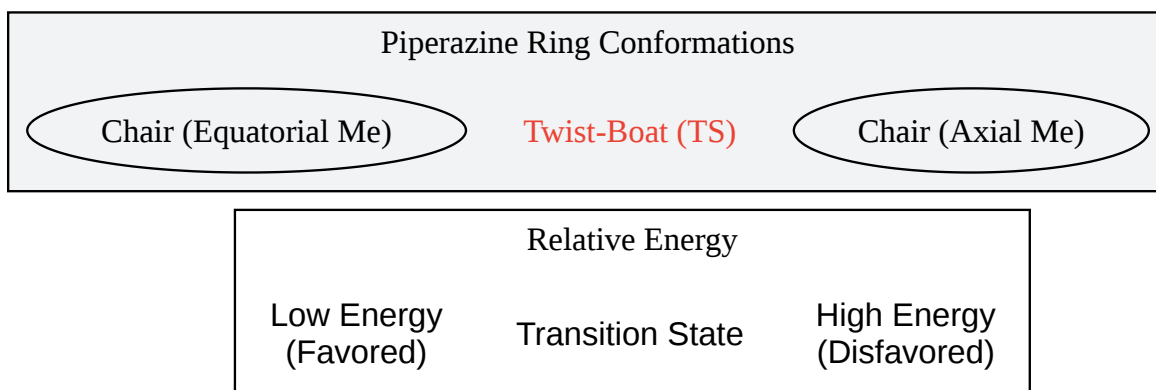 Piperazine Ring Conformations
Chair (Equatorial Me) Twist-Boat (TS) Chair (Axial Me)
Relative Energy
Low Energy
(Favored)
Transition State
High Energy
(Disfavored)